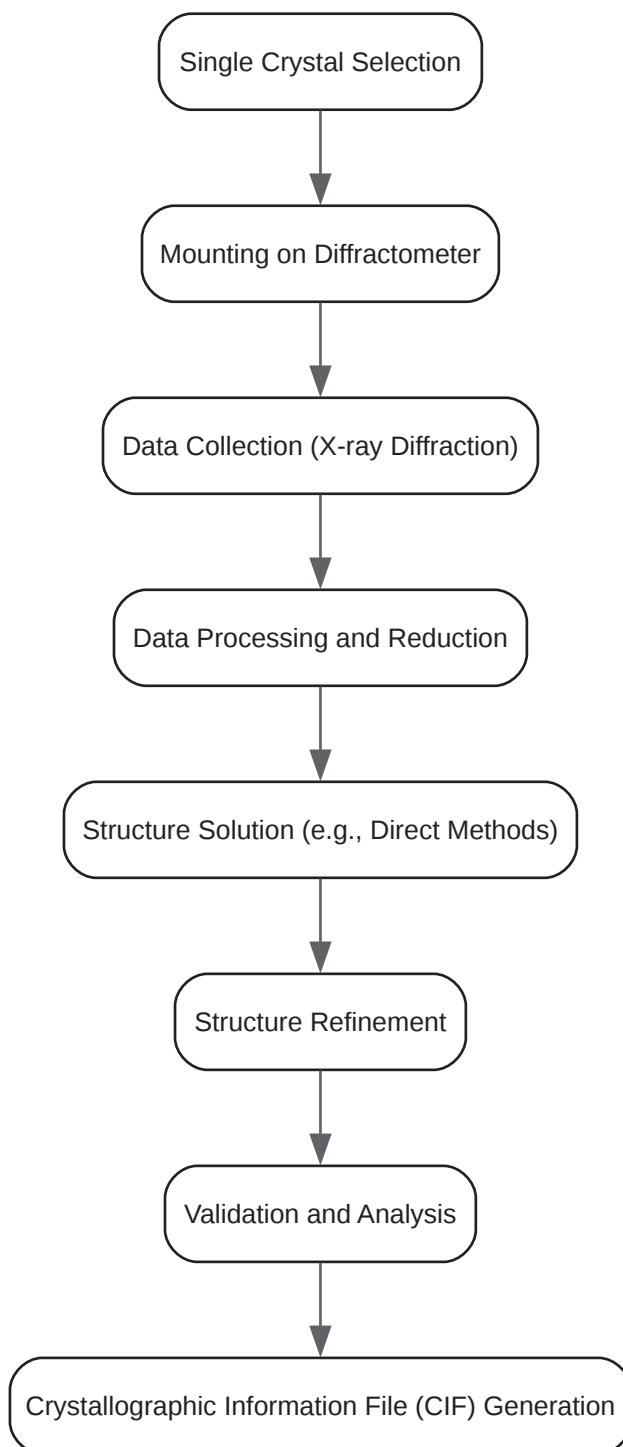 Single Crystal Selection
Mounting on Diffractometer
Data Collection (X-ray Diffraction)
Data Processing and Reduction
Structure Solution (e.g., Direct Methods)
Structure Refinement
Validation and Analysis
Crystallographic Information File (CIF) Generation